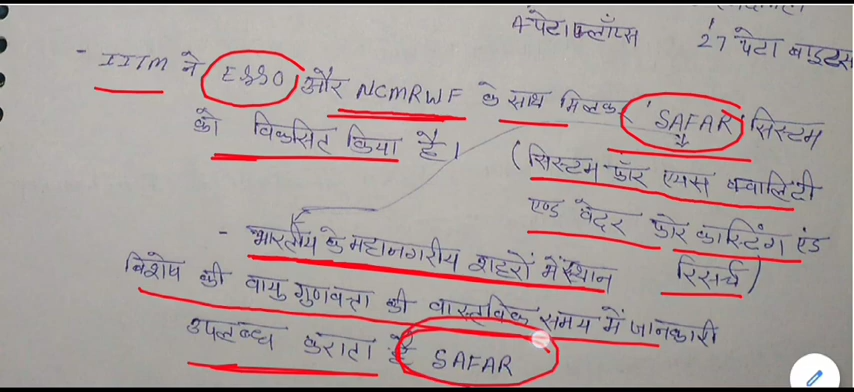 4 पेटा फ्लॉप्स
27 पेटा बाइट्स
- IITM ने ESSO और NCMRWF के साथ मिलकर 'SAFAR' सिस्टम
को विकसित किया है।
(सिस्टम फॉर एयर क्वालिटी
एण्ड वेदर फोरकास्टिंग एंड
रिसर्च)
- भारतीय के महानगरीय शहरों में स्थान
विशेष की वायु गुणवत्ता की वास्तविक समय में जानकारी
उपलब्ध कराता है SAFAR